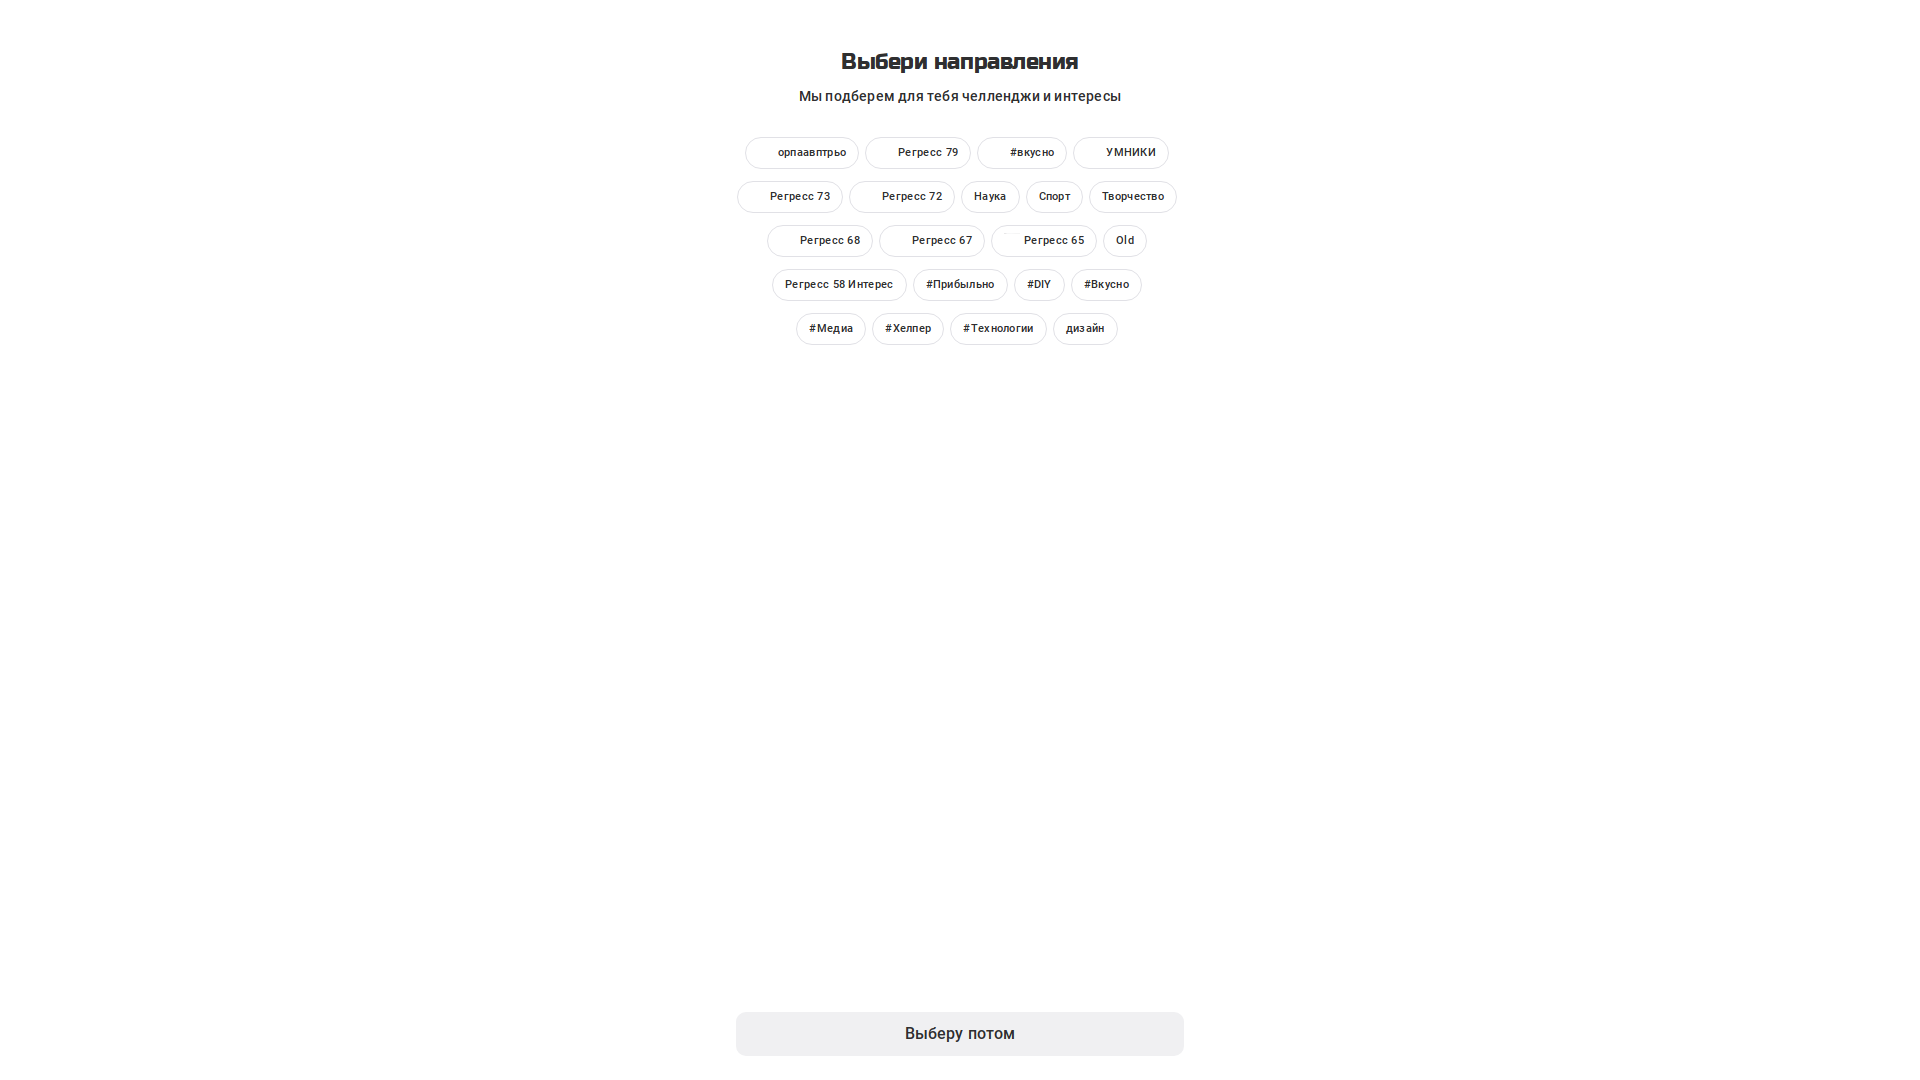 Выбери направления
Мы подберем для тебя челленджи и интересы
орпаавптрьо Регресс 79 #вкусно УМНИКИ
Регресс 73 Регресс 72 Наука Спорт Творчество
Регресс 68 Регресс 67 Регресс 65 Old
Регресс 58 Интерес #Прибыльно #DIY #Вкусно
#Медиа #Хелпер #Технологии дизайн
Выберу потом